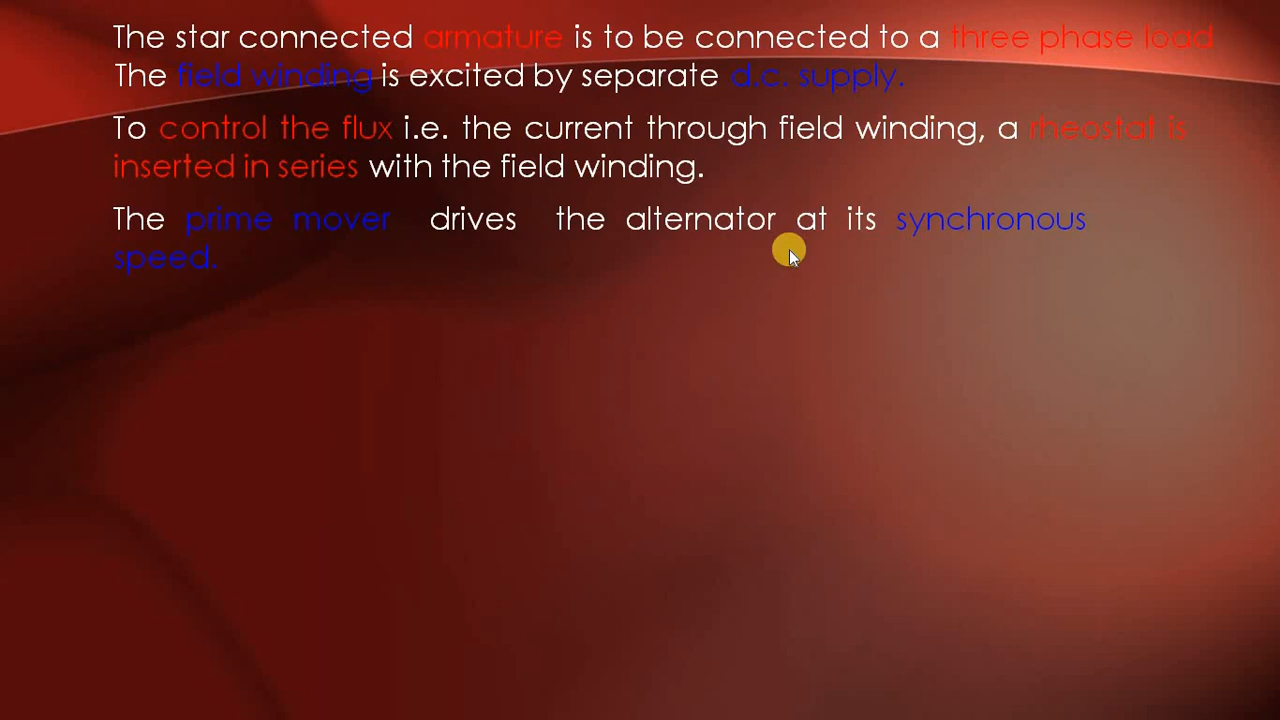 The star connected armature is to be connected to a three phase load
The field winding is excited by separate d.c. supply.
To control the flux i.e. the current through field winding, a rheostat is
inserted in series with the field winding.
The prime mover drives the alternator at its synchronous
speed.